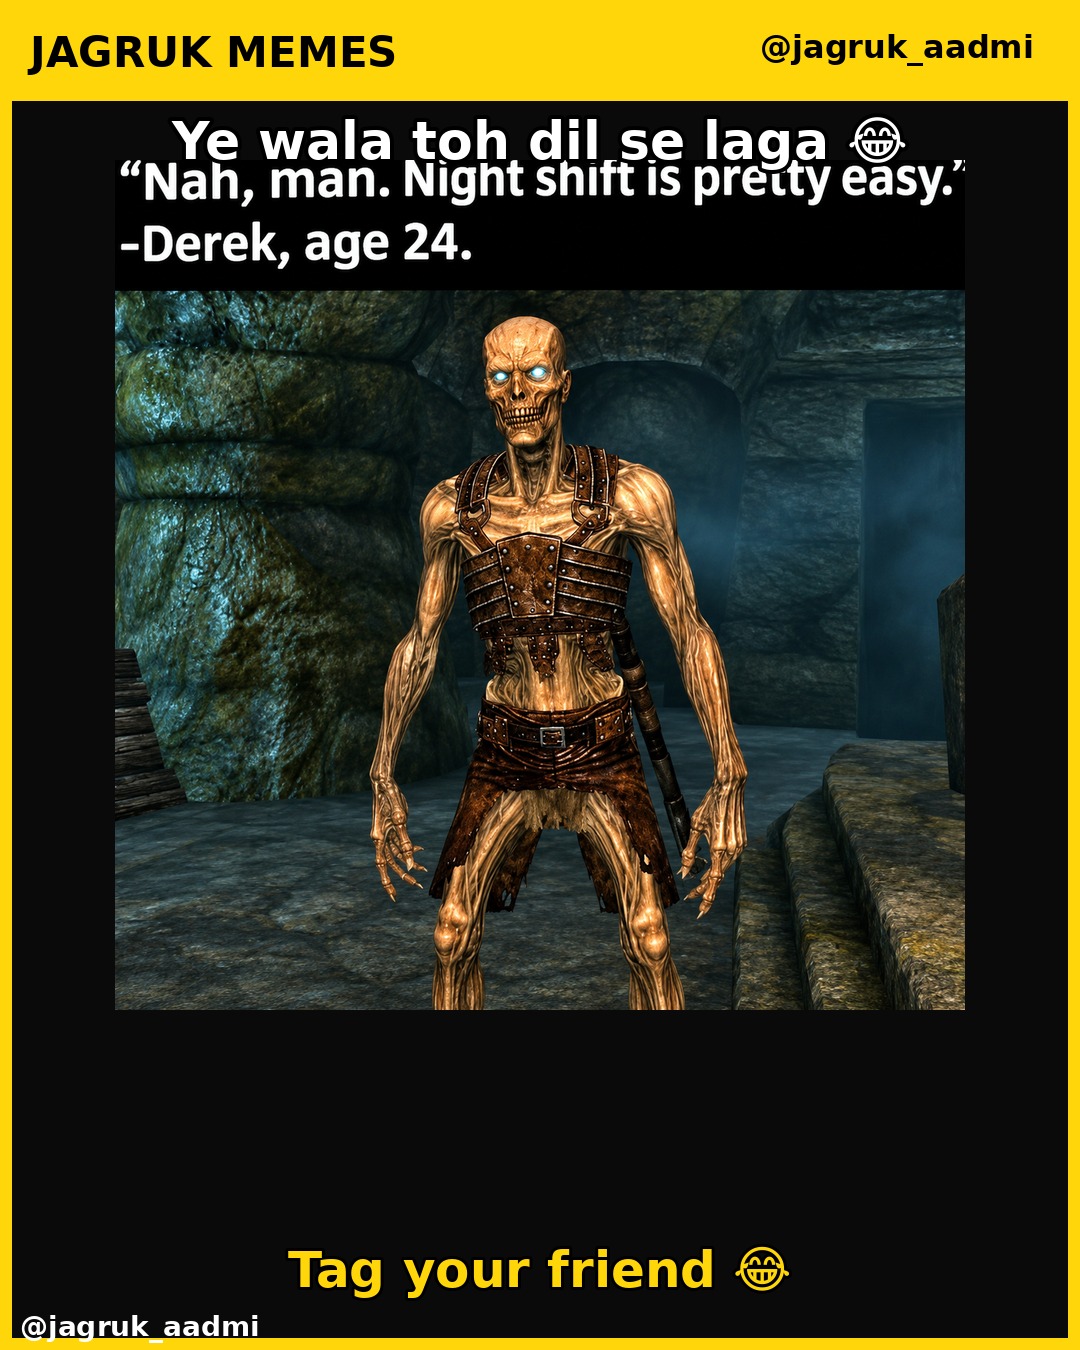 JAGRUK MEMES
@jagruk_aadmi
Ye wala toh dil se laga 😂
“Nah, man. Night shift is pretty easy.”
-Derek, age 24.
Tag your friend 😂
@jagruk_aadmi